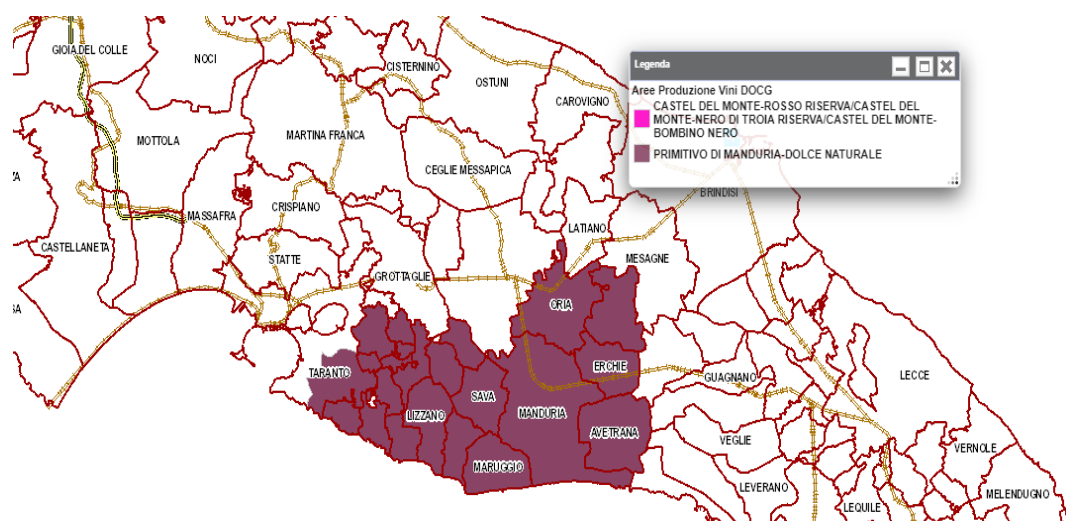 GIOIA DEL COLLE
NOCI
CISTERNINO
OSTUNI
CAROVIGNO
MOTTOLA
MARTINA FRANCA
CEGLIE MESSAPICA
BRINDISI
MASSAFRA
CRISPIANO
LATIANO
CASTELLANETA
STATTE
MESAGNE
GROTTAGLIE
ORIA
TARANTO
ERCHIE
GUAGNANO
LECCE
SAVA
LIZZANO
MANDURIA
AVETRANA
VEGLIE
VERNOLE
MARUGGIO
LEVERANO
MELENDUGNO
LEQUILE
Legenda
Aree Produzione Vini DOCG
CASTEL DEL MONTE-ROSSO RISERVA/CASTEL DEL
MONTE-NERO DI TROIA RISERVA/CASTEL DEL MONTE-
BOMBINO NERO
PRIMITIVO DI MANDURIA-DOLCE NATURALE